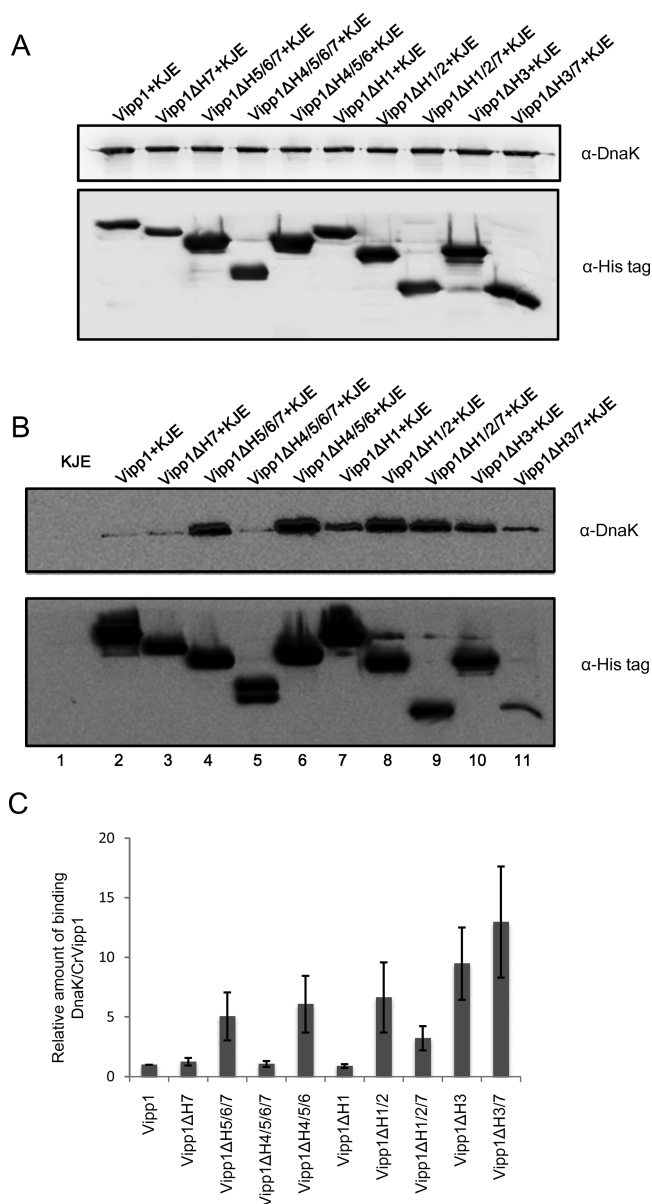 A
Vipp1+KJE
Vipp1ΔH7+KJE
Vipp1ΔH5/6/7+KJE
Vipp1ΔH4/5/6/7+KJE
Vipp1ΔH4/5/6+KJE
Vipp1ΔH1+KJE
Vipp1ΔH1/2+KJE
Vipp1ΔH1/2/7+KJE
Vipp1ΔH3+KJE
Vipp1ΔH3/7+KJE
α-DnaK
α-His tag
B
KJE
Vipp1+KJE
Vipp1ΔH7+KJE
Vipp1ΔH5/6/7+KJE
Vipp1ΔH4/5/6/7+KJE
Vipp1ΔH4/5/6+KJE
Vipp1ΔH1+KJE
Vipp1ΔH1/2+KJE
Vipp1ΔH1/2/7+KJE
Vipp1ΔH3+KJE
Vipp1ΔH3/7+KJE
α-DnaK
α-His tag
1 2 3 4 5 6 7 8 9 10 11
C
Relative amount of binding
DnaK/CrVipp1
20
15
10
5
0
Vipp1
Vipp1ΔH7
Vipp1ΔH5/6/7
Vipp1ΔH4/5/6/7
Vipp1ΔH4/5/6
Vipp1ΔH1
Vipp1ΔH1/2
Vipp1ΔH1/2/7
Vipp1ΔH3
Vipp1ΔH3/7